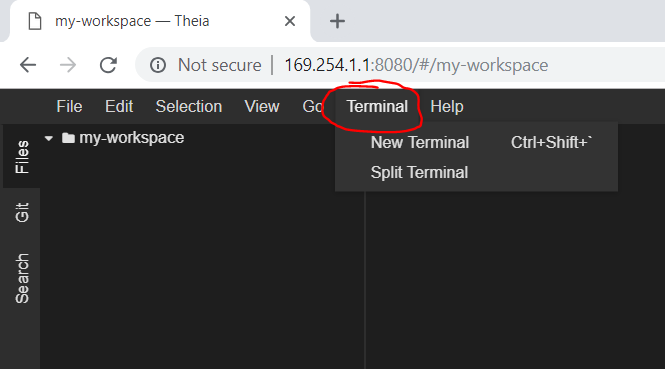 my-workspace — Theia
Not secure | 169.254.1.1:8080/#/my-workspace
File Edit Selection View Go Terminal Help
Files
my-workspace
New Terminal Ctrl+Shift+`
Split Terminal
Git
Search